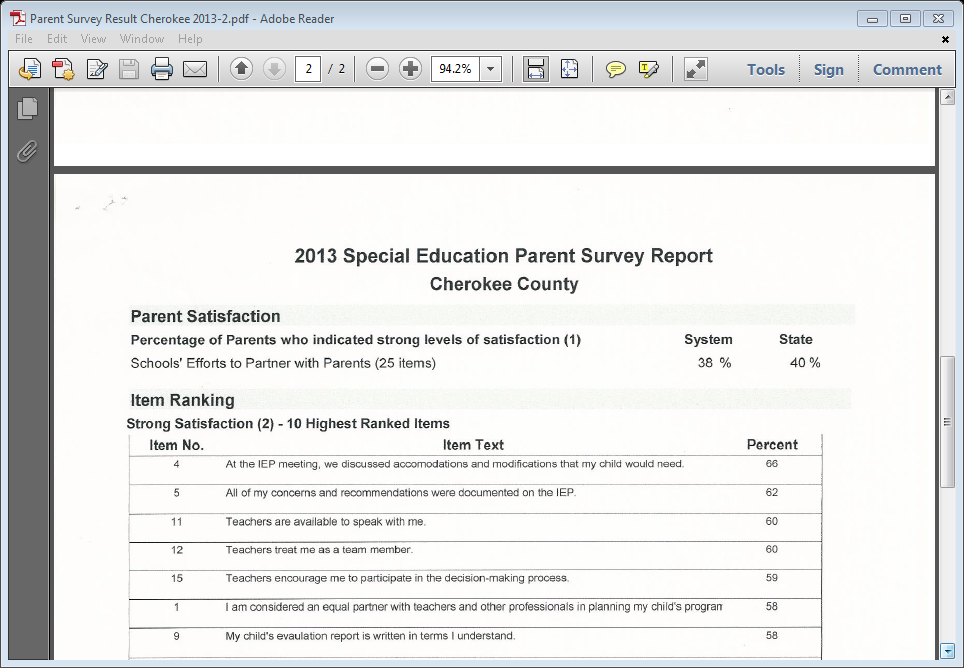 Parent Survey Result Cherokee 2013-2.pdf - Adobe Reader
File Edit View Window Help
2 / 2 94.2% Tools Sign Comment
2013 Special Education Parent Survey Report
Cherokee County
Parent Satisfaction
Percentage of Parents who indicated strong levels of satisfaction (1) System State
Schools' Efforts to Partner with Parents (25 items) 38 % 40 %
Item Ranking
Strong Satisfaction (2) - 10 Highest Ranked Items
Item No. Item Text Percent
4 At the IEP meeting, we discussed accomodations and modifications that my child would need. 66
5 All of my concerns and recommendations were documented on the IEP. 62
11 Teachers are available to speak with me. 60
12 Teachers treat me as a team member. 60
15 Teachers encourage me to participate in the decision-making process. 59
1 I am considered an equal partner with teachers and other professionals in planning my child's program 58
9 My child's evaulation report is written in terms I understand. 58